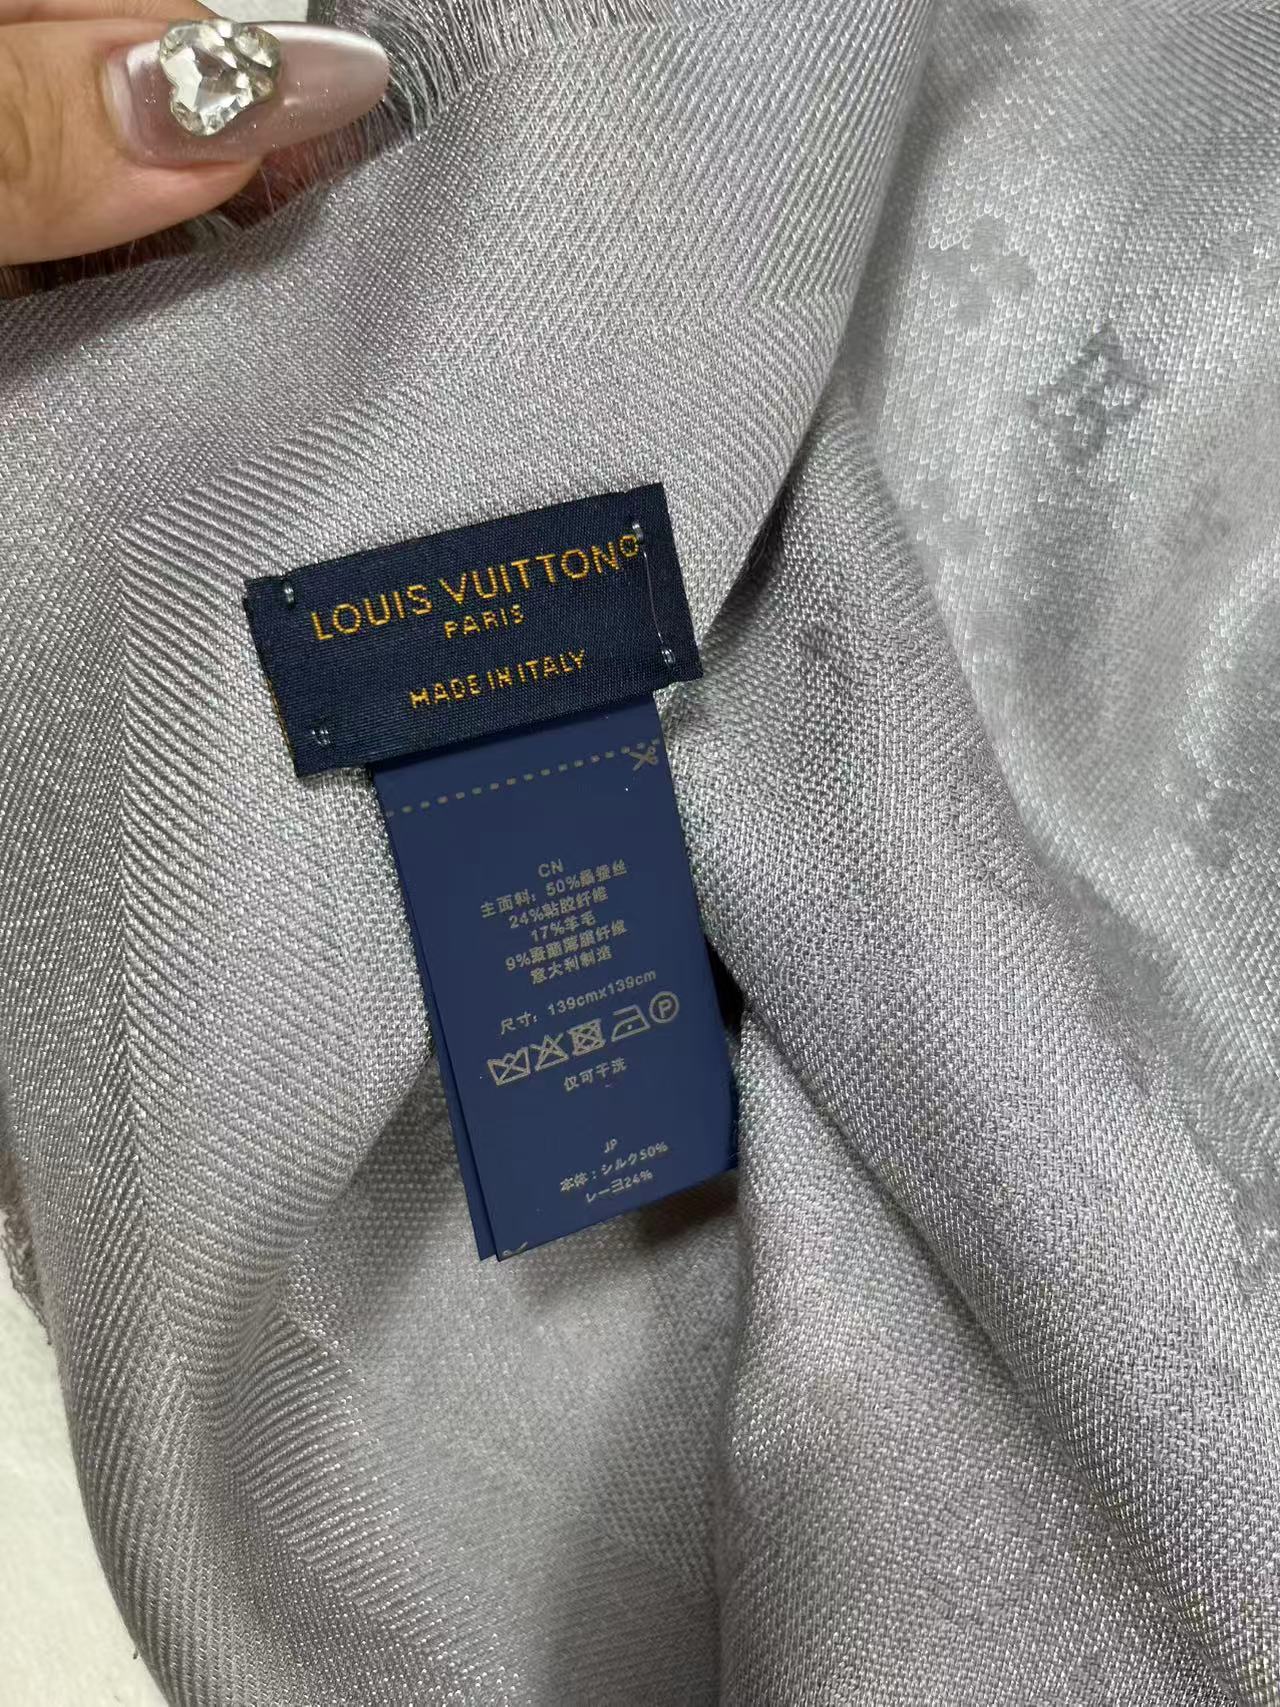 LOUIS VUITTON
PARIS
MADE IN ITALY
CN
主面料：50%桑蚕丝
24%粘胶纤维
17%羊毛
9%聚酯薄膜纤维
意大利制造
尺寸：139cmx139cm
P
仅可干洗
JP
本体：シルク50%
レーヨ24%